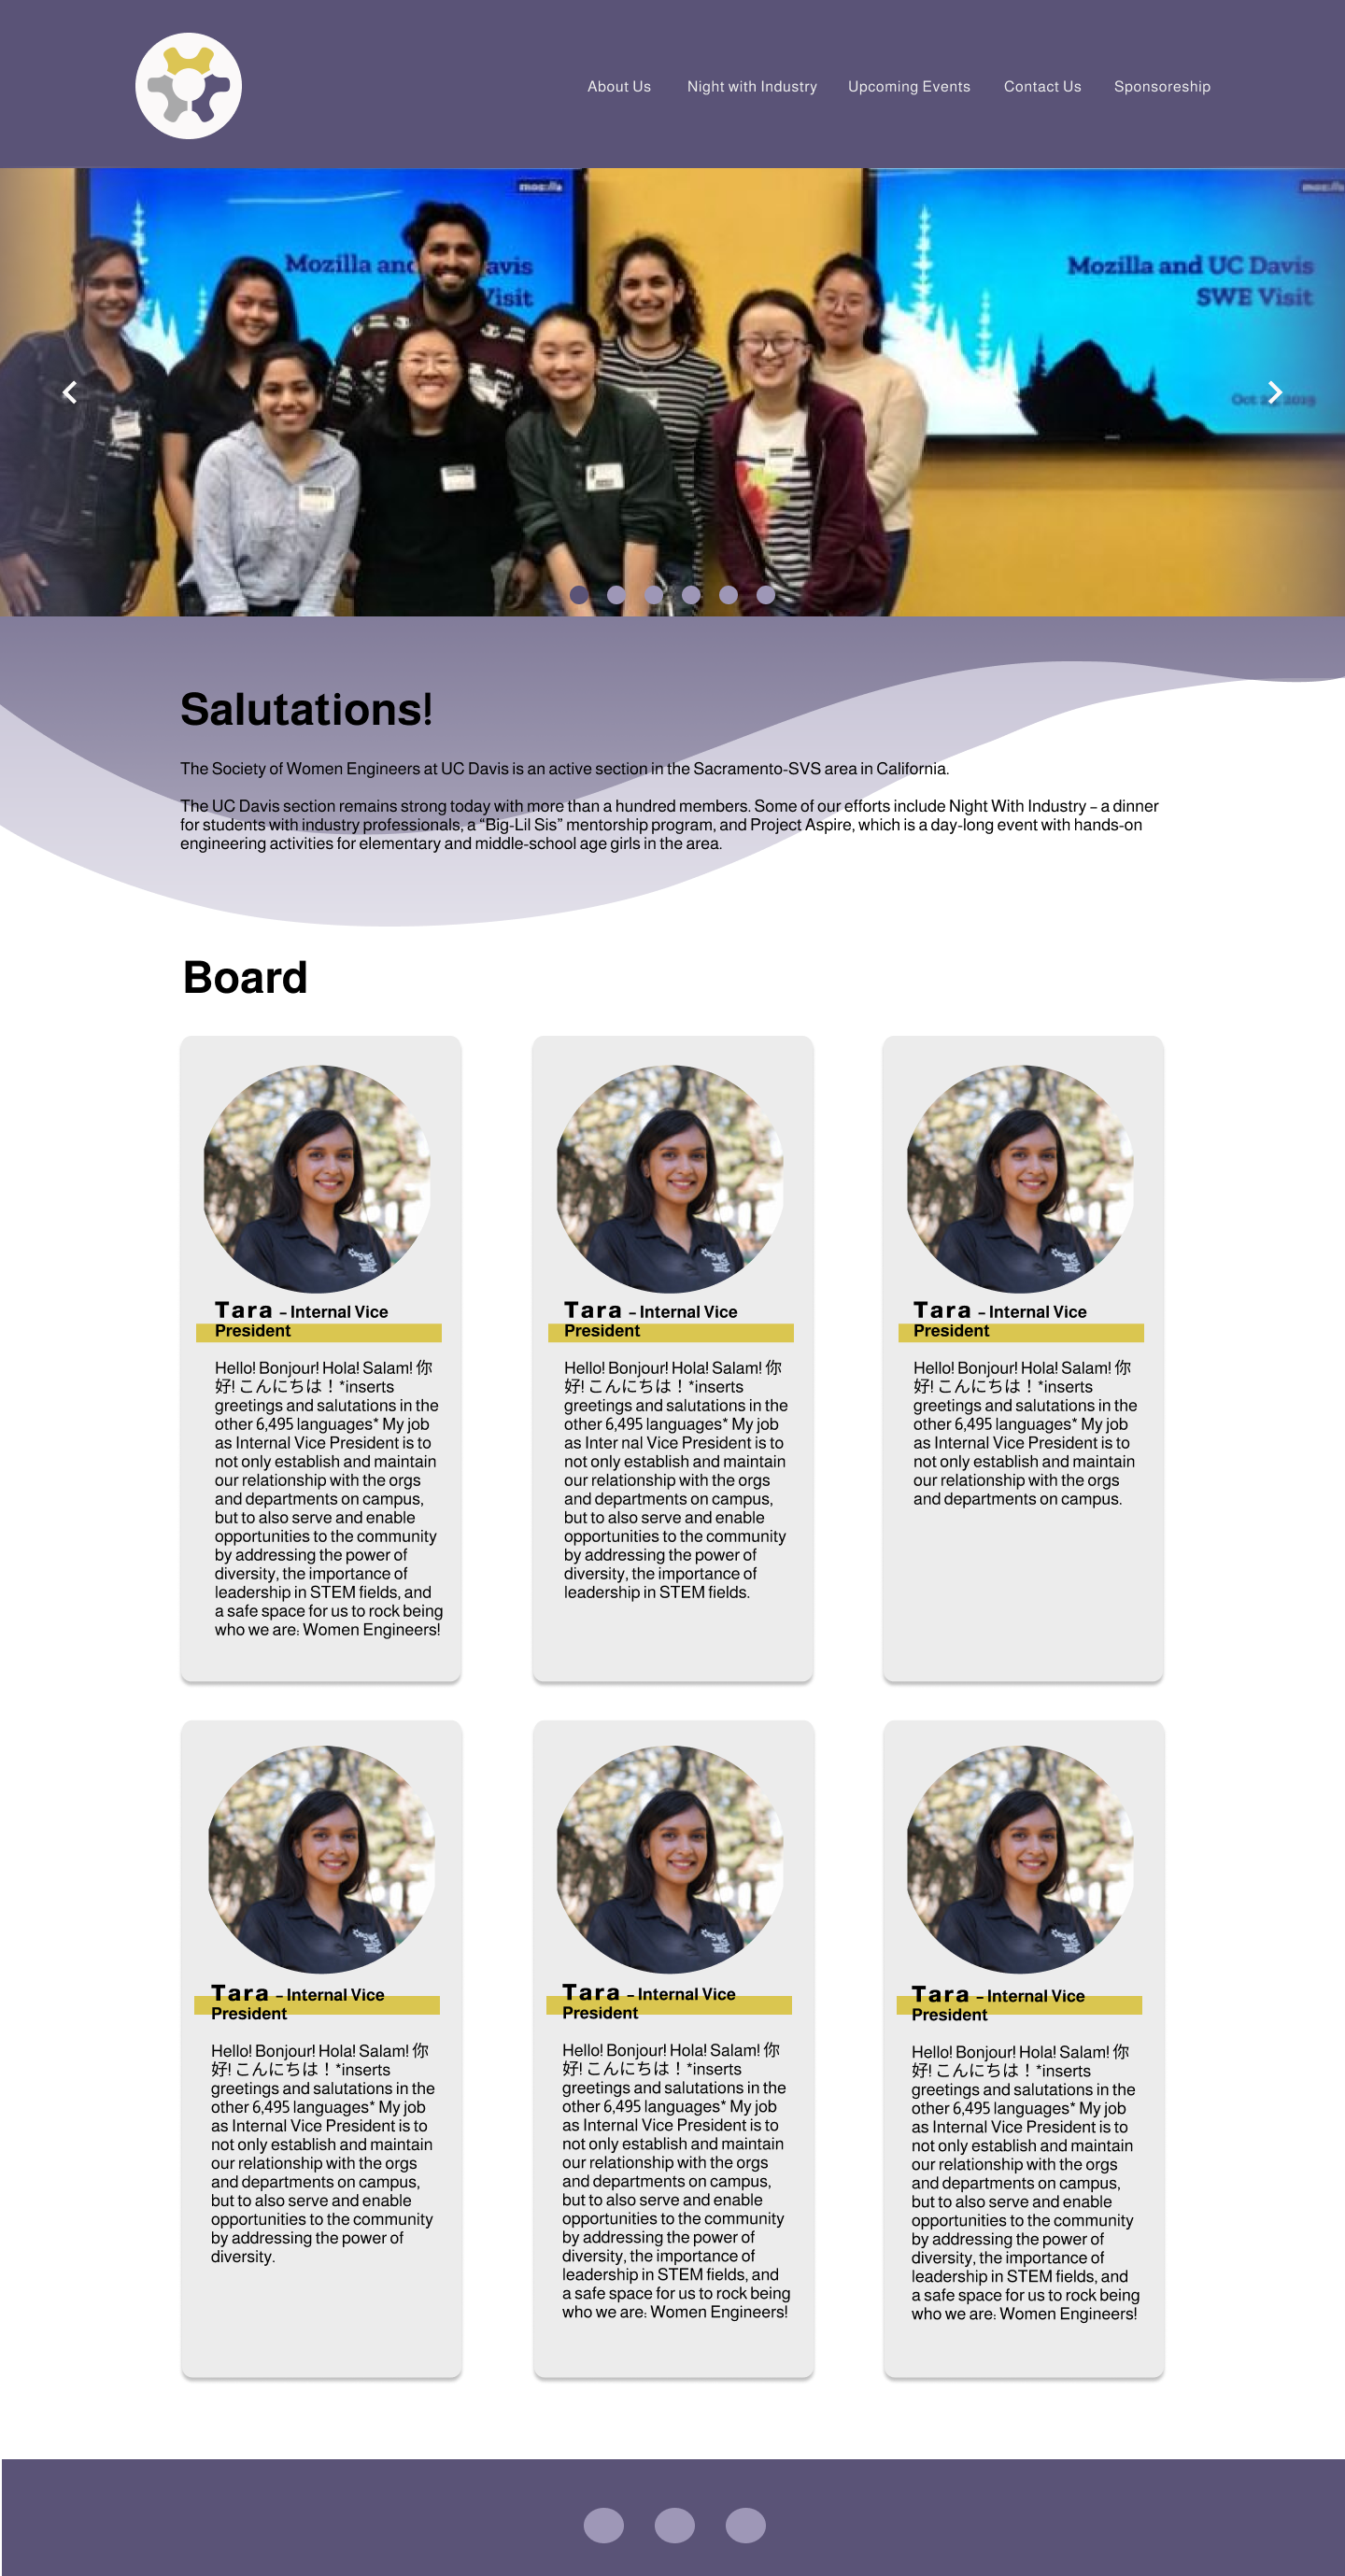 About Us Night with Industry Upcoming Events Contact Us Sponsoreship
mozilla
Mozilla and avis
Visit
Mozilla and UC Davis
SWE Visit
Oct 2019
Salutations!
The Society of Women Engineers at UC Davis is an active section in the Sacramento-SVS area in California.
The UC Davis section remains strong today with more than a hundred members. Some of our efforts include Night With Industry – a dinner
for students with industry professionals, a “Big-Lil Sis” mentorship program, and Project Aspire, which is a day-long event with hands-on
engineering activities for elementary and middle-school age girls in the area.
Board
Tara – Internal Vice
President
Hello! Bonjour! Hola! Salam! 你
好! こんにちは！*inserts
greetings and salutations in the
other 6,495 languages* My job
as Internal Vice President is to
not only establish and maintain
our relationship with the orgs
and departments on campus,
but to also serve and enable
opportunities to the community
by addressing the power of
diversity, the importance of
leadership in STEM fields, and
a safe space for us to rock being
who we are: Women Engineers!
Tara – Internal Vice
President
Hello! Bonjour! Hola! Salam! 你
好! こんにちは！*inserts
greetings and salutations in the
other 6,495 languages* My job
as Inter nal Vice President is to
not only establish and maintain
our relationship with the orgs
and departments on campus,
but to also serve and enable
opportunities to the community
by addressing the power of
diversity, the importance of
leadership in STEM fields.
Tara – Internal Vice
President
Hello! Bonjour! Hola! Salam! 你
好! こんにちは！*inserts
greetings and salutations in the
other 6,495 languages* My job
as Internal Vice President is to
not only establish and maintain
our relationship with the orgs
and departments on campus.
Tara – Internal Vice
President
Hello! Bonjour! Hola! Salam! 你
好! こんにちは！*inserts
greetings and salutations in the
other 6,495 languages* My job
as Internal Vice President is to
not only establish and maintain
our relationship with the orgs
and departments on campus,
but to also serve and enable
opportunities to the community
by addressing the power of
diversity.
Tara – Internal Vice
President
Hello! Bonjour! Hola! Salam! 你
好! こんにちは！*inserts
greetings and salutations in the
other 6,495 languages* My job
as Internal Vice President is to
not only establish and maintain
our relationship with the orgs
and departments on campus,
but to also serve and enable
opportunities to the community
by addressing the power of
diversity, the importance of
leadership in STEM fields, and
a safe space for us to rock being
who we are: Women Engineers!
Tara – Internal Vice
President
Hello! Bonjour! Hola! Salam! 你
好! こんにちは！*inserts
greetings and salutations in the
other 6,495 languages* My job
as Internal Vice President is to
not only establish and maintain
our relationship with the orgs
and departments on campus,
but to also serve and enable
opportunities to the community
by addressing the power of
diversity, the importance of
leadership in STEM fields, and
a safe space for us to rock being
who we are: Women Engineers!